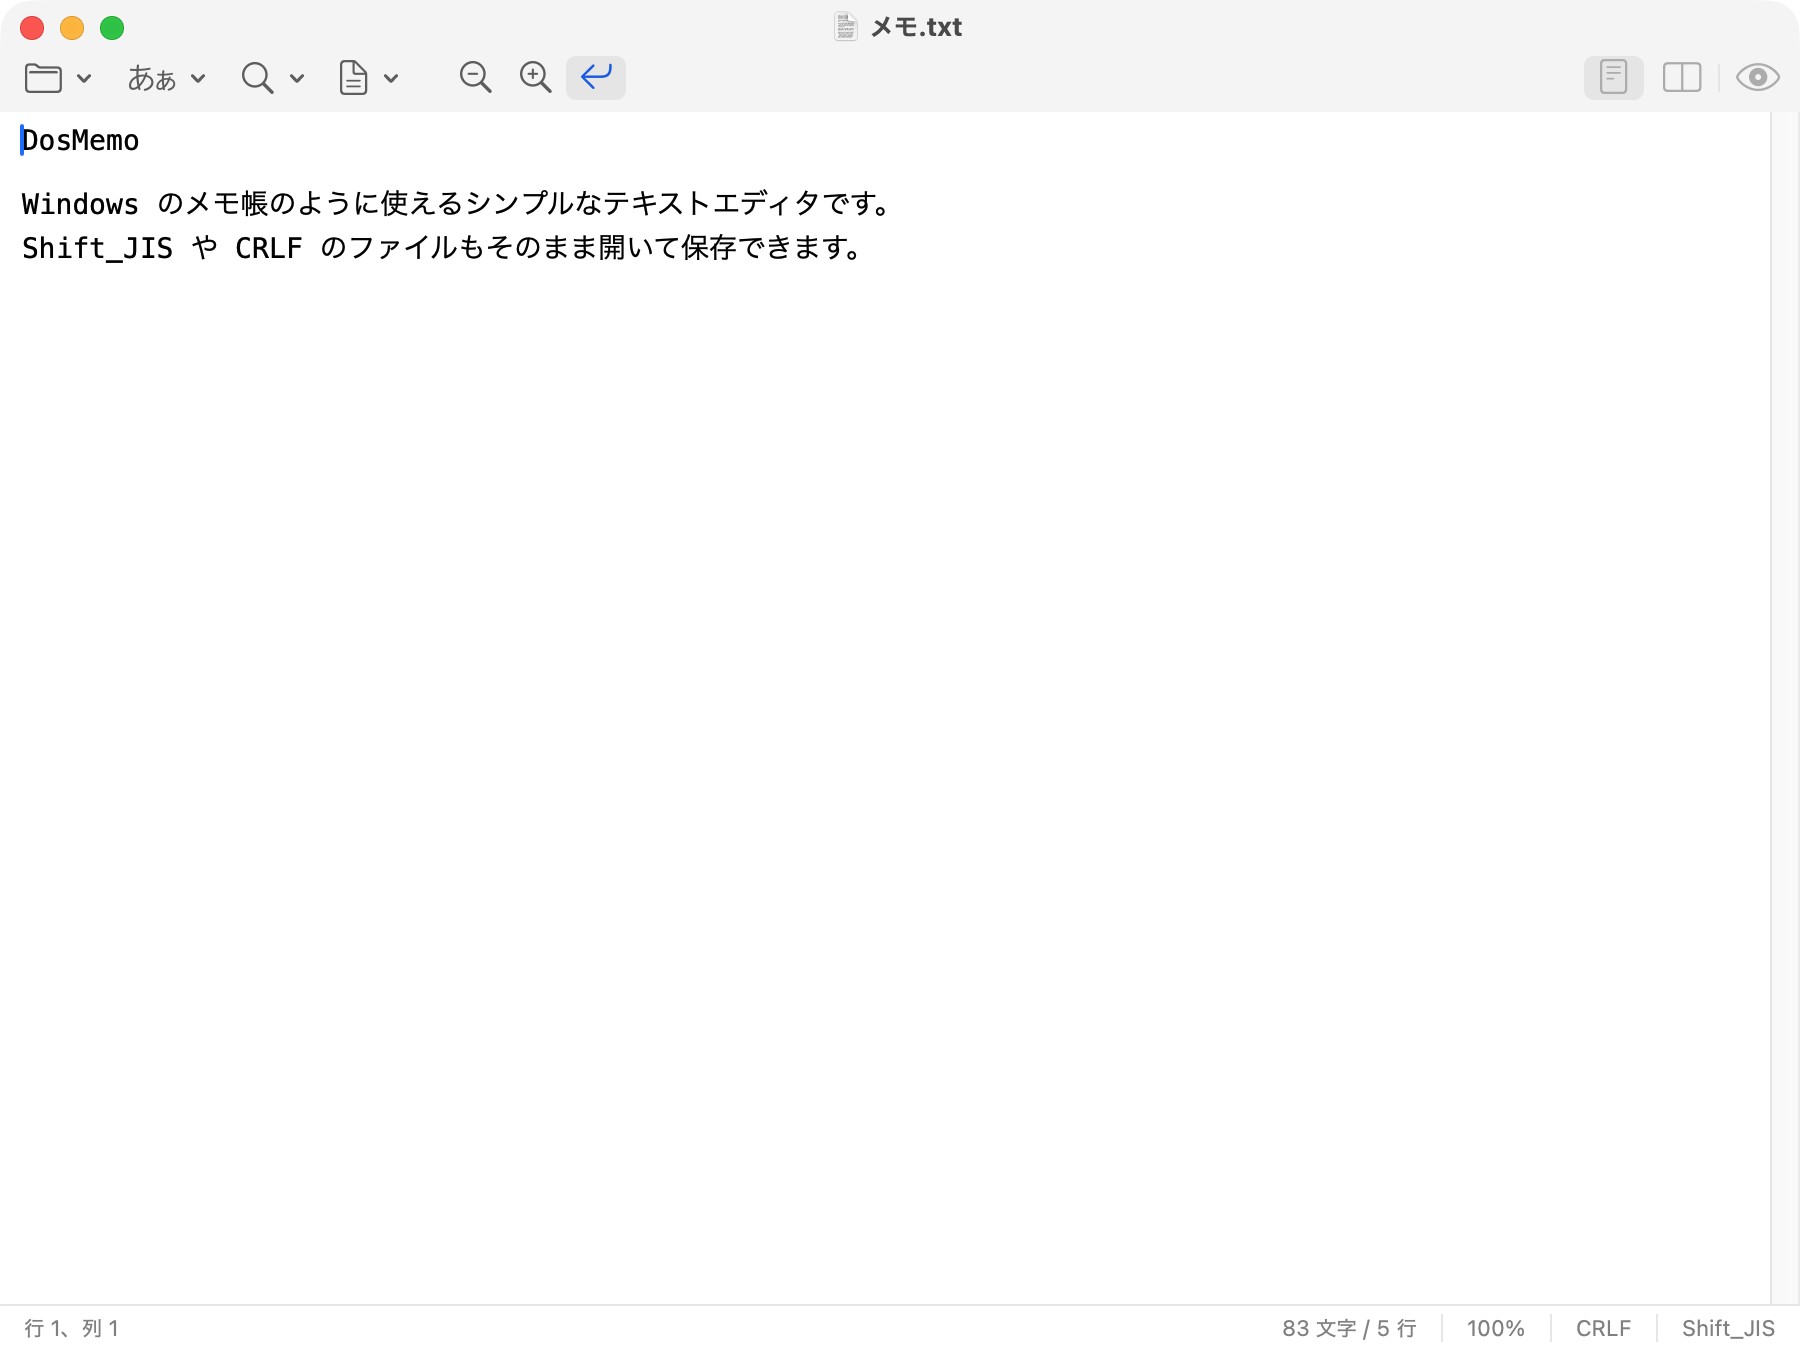 メモ.txt
あぁ
DosMemo
Windows のメモ帳のように使えるシンプルなテキストエディタです。
Shift_JIS や CRLF のファイルもそのまま開いて保存できます。
行 1、列 1
83 文字 / 5 行
100%
CRLF
Shift_JIS